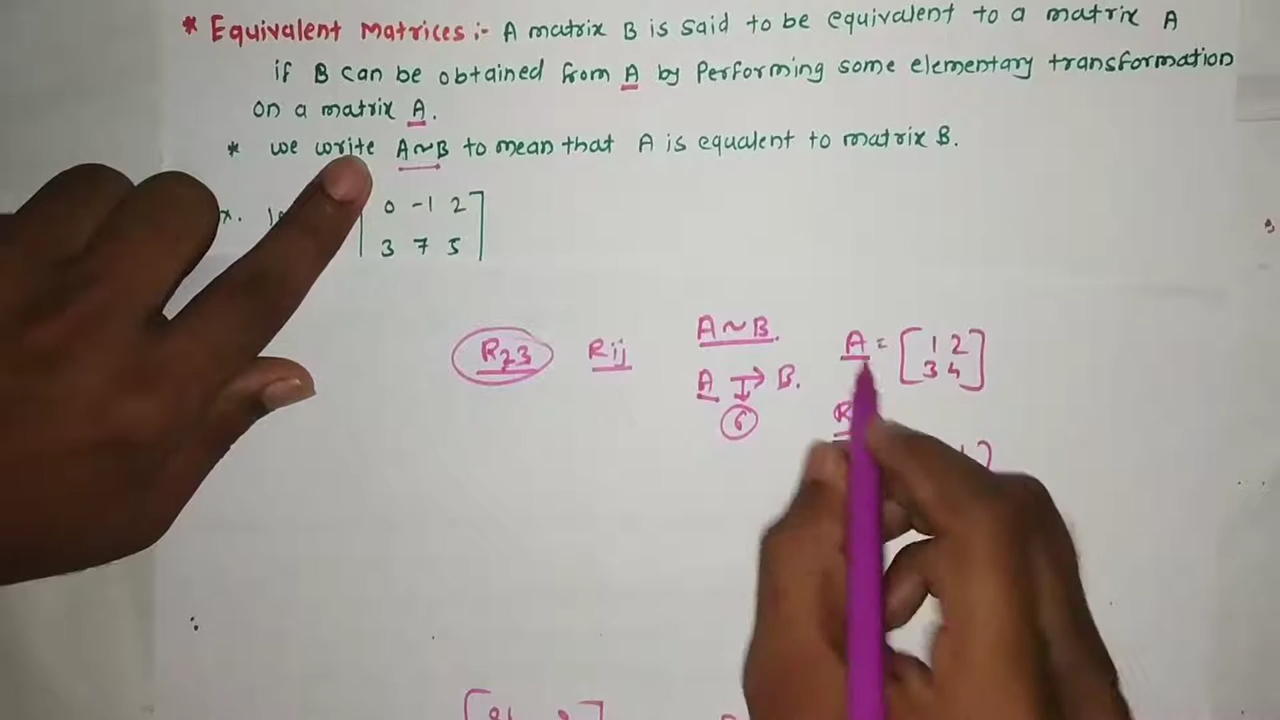 * Equivalent Matrices :- A matrix B is said to be equivalent to a matrix A
if B can be obtained from A by Performing some elementary transformation
on a matrix A.
* we write A~B to mean that A is equalent to matrix B.
0 -1 2
3 7 5
R23 Rij A~B. A = [1 2
3 4]
A → B.
6
R